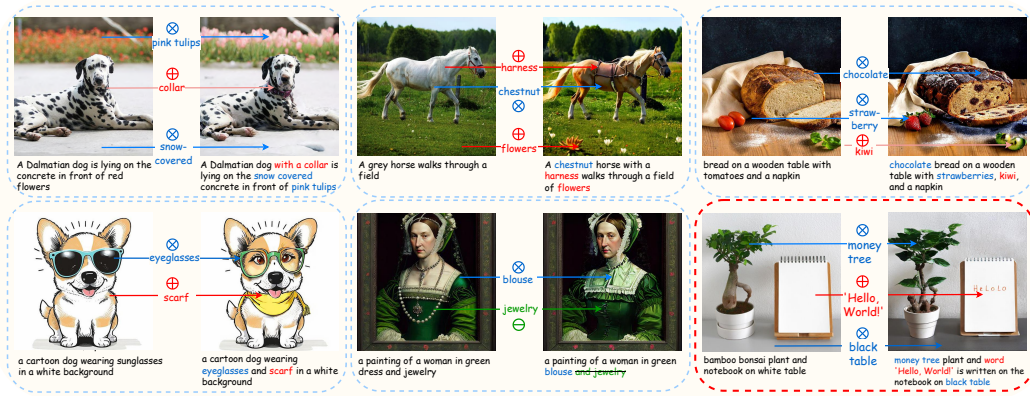 pink tulips
collar
snow-
covered
A Dalmatian dog is lying on the
concrete in front of red
flowers
A Dalmatian dog with a collar is
lying on the snow covered
concrete in front of pink tulips
harness
chestnut
flowers
A grey horse walks through a
field
A chestnut horse with a
harness walks through a field
of flowers
chocolate
straw-
berry
kiwi
bread on a wooden table with
tomatoes and a napkin
chocolate bread on a wooden
table with strawberries, kiwi,
and a napkin
eyeglasses
scarf
a cartoon dog wearing sunglasses
in a white background
a cartoon dog wearing
eyeglasses and scarf in a white
background
blouse
jewelry
a painting of a woman in green
dress and jewelry
a painting of a woman in green
blouse and jewelry
money
tree
'Hello,
World!'
black
table
Helolo
bamboo bonsai plant and
notebook on white table
money tree plant and word
'Hello, World!' is written on the
notebook on black table